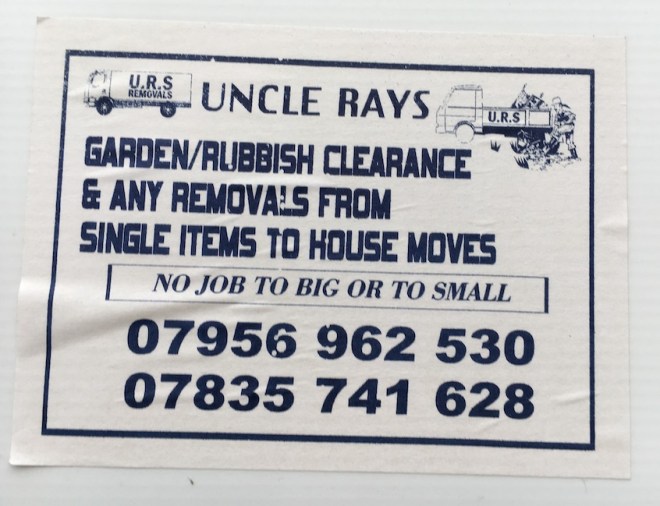 U.R.S
REMOVALS
UNCLE RAYS
U.R.S
GARDEN/RUBBISH CLEARANCE
& ANY REMOVALS FROM
SINGLE ITEMS TO HOUSE MOVES
NO JOB TO BIG OR TO SMALL
07956 962 530
07835 741 628